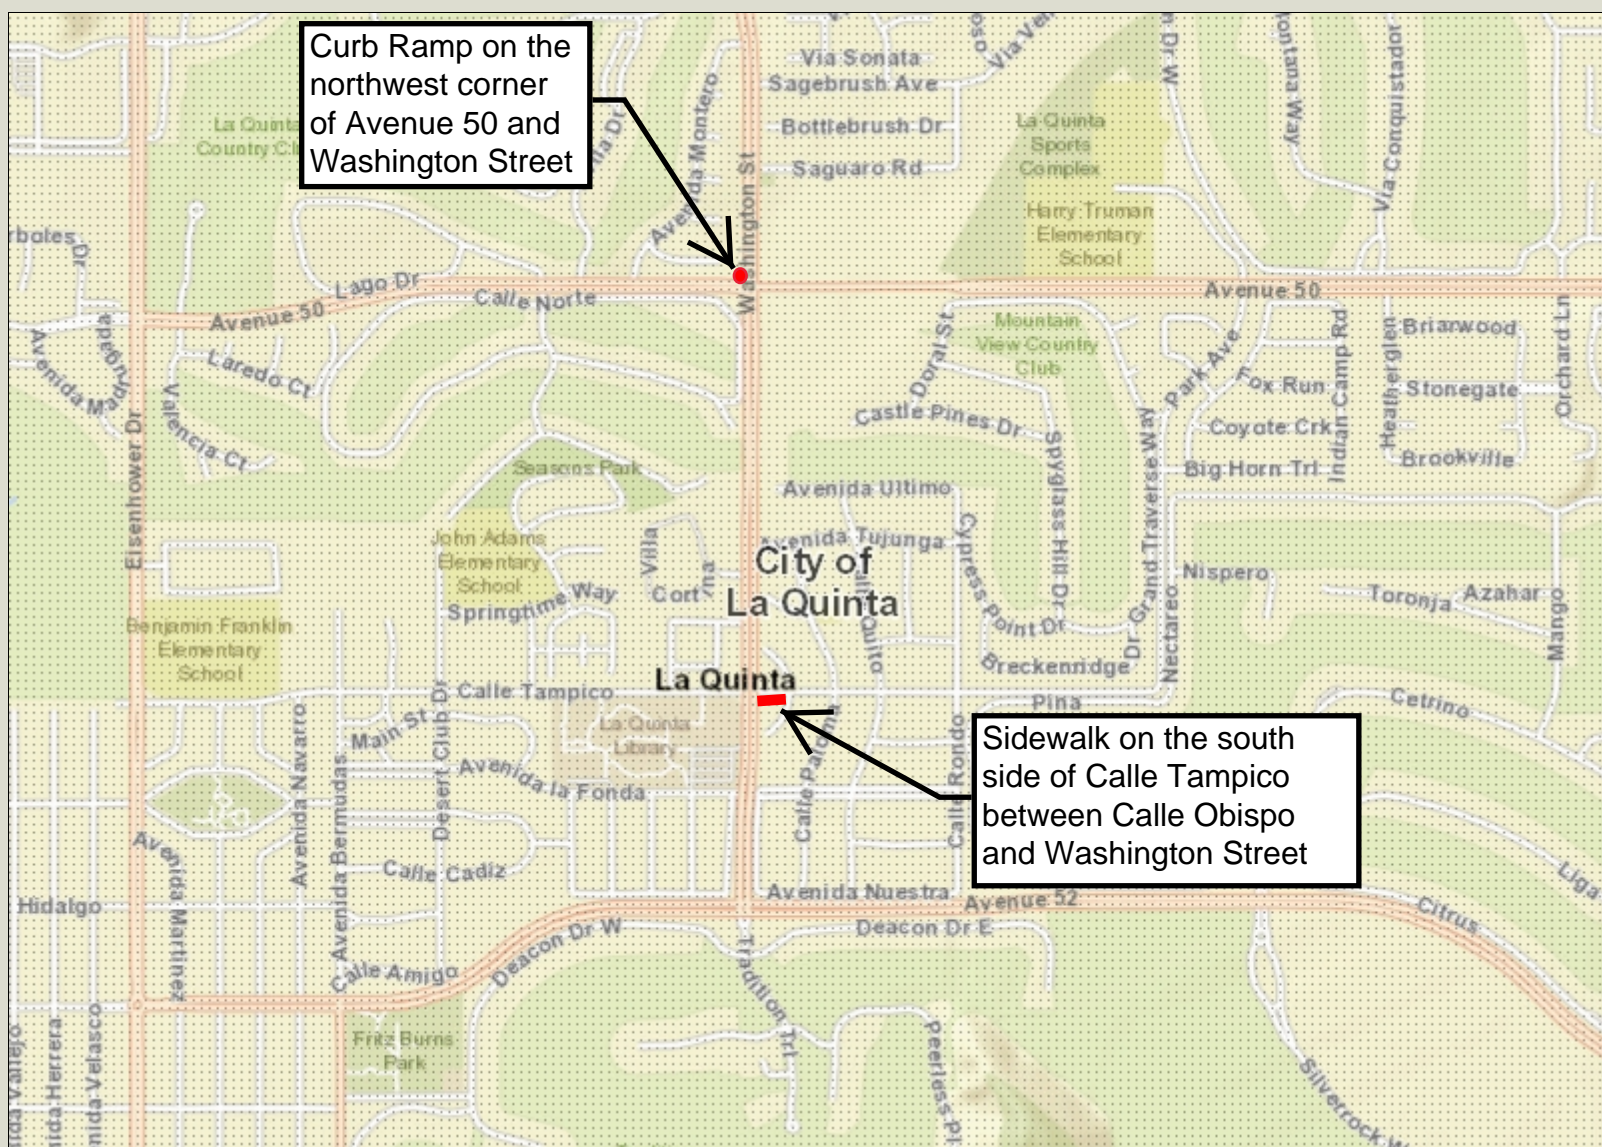 Curb Ramp on the
northwest corner
of Avenue 50 and
Washington Street
Via Sonata
Sagebrush Ave
Bottlebrush Dr
Saguaro Rd
Dr W
Via Conquistador
La Quinta
Sports
Complex
Harry Truman
Elementary
School
La Quinta
Avenida Montero
Washington St
Dr
Lago Dr
Calle Norte
Avenue 50
Avenue 50
Laredo Ct
Valencia Ct
Eisenhower Dr
Mountain
View Country
Club
Doral St
Castle Pines Dr
Spyglass Hill Dr
Grand Traverse Way
Park Ave
Fox Run
Coyote Crk
Big Horn Trl
Indian Camp Rd
Heatherglen
Briarwood
Stonegate
Brookville
Orchard Ln
Seasons Park
John Adams
Elementary
School
Springtime Way
Villa
Avenida Ultimo
Avenida Tujunga
Cypress Point Dr
City of
La Quinta
Nispero
Toronja
Azahar
Mango
Nectareo
Breckenridge Dr
Benjamin Franklin
Elementary
School
Calle Tampico
La Quinta
Pina
Cetrino
Main St
Desert Club Dr
La Quinta
Library
Avenida la Fonda
Calle Paloma
Calle Rondo
Sidewalk on the south
side of Calle Tampico
between Calle Obispo
and Washington Street
Avenida Navarro
Avenida Bermudas
Avenida Martinez
Calle Cadiz
Hidalgo
Avenida Nuestra
Avenue 52
Deacon Dr W
Deacon Dr E
Citrus
Calle Amigo
Tradition Trl
Fritz Burns
Park
Peerless Pl
Vallejo
Herrera
Velasco
Silverrock